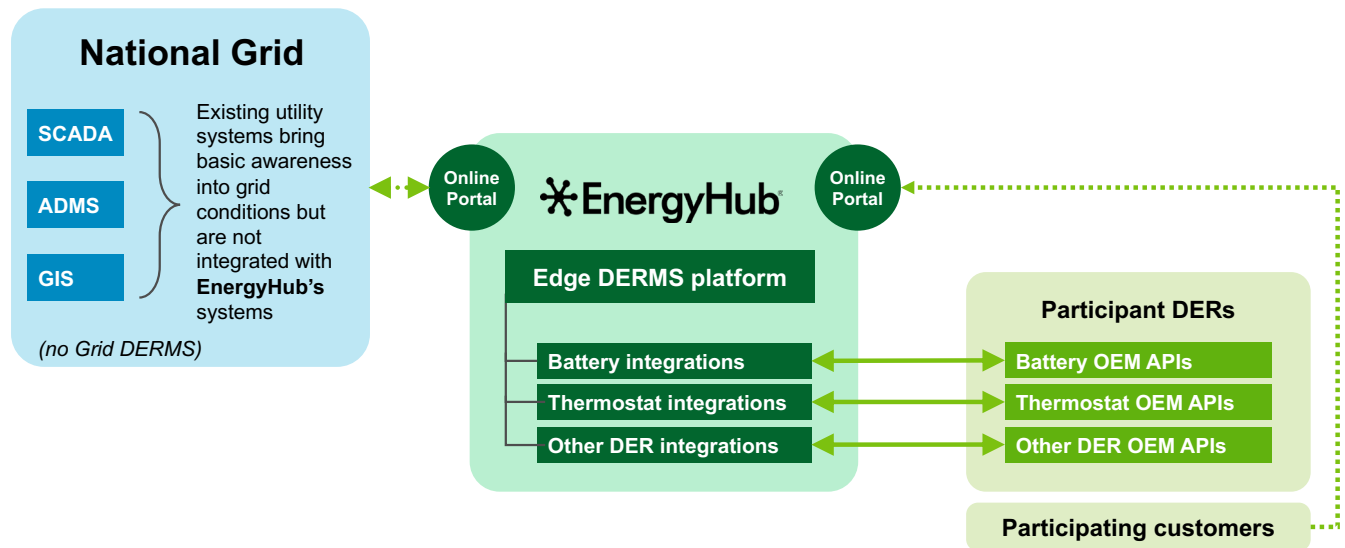 National Grid
SCADA
ADMS
GIS
Existing utility
systems bring
basic awareness
into grid
conditions but
are not
integrated with
EnergyHub's
systems
(no Grid DERMS)
Online
Portal
EnergyHub
Online
Portal
Edge DERMS platform
Battery integrations
Thermostat integrations
Other DER integrations
Participant DERs
Battery OEM APIs
Thermostat OEM APIs
Other DER OEM APIs
Participating customers